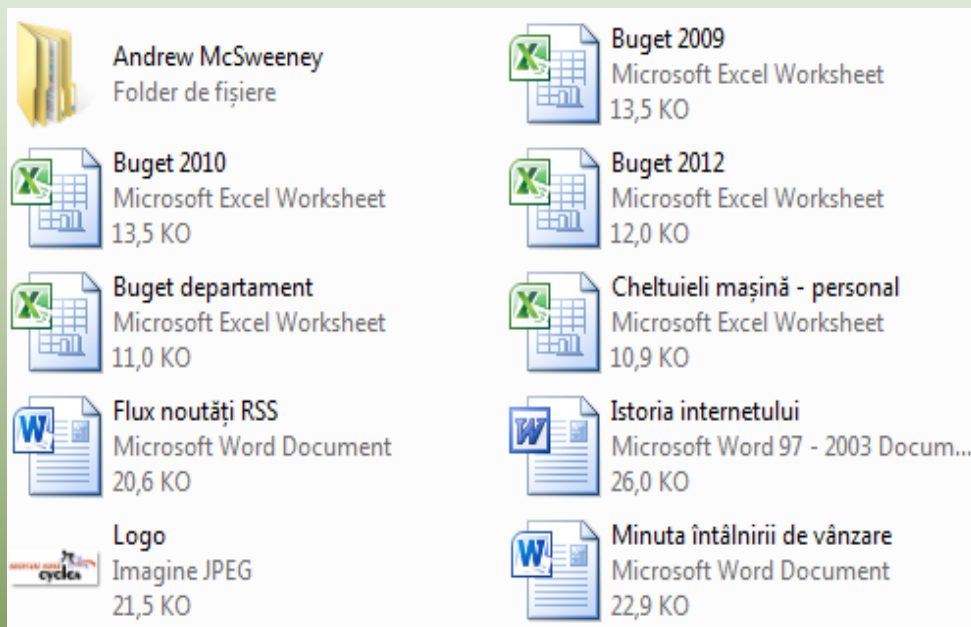 Andrew McSweeney
Folder de fișiere
Buget 2009
Microsoft Excel Worksheet
13,5 KO
Buget 2010
Microsoft Excel Worksheet
13,5 KO
Buget 2012
Microsoft Excel Worksheet
12,0 KO
Buget departament
Microsoft Excel Worksheet
11,0 KO
Cheltuieli mașină - personal
Microsoft Excel Worksheet
10,9 KO
Flux noutăți RSS
Microsoft Word Document
20,6 KO
Istoria internetului
Microsoft Word 97 - 2003 Docum...
26,0 KO
Logo
Imagine JPEG
21,5 KO
cycles
Minuta întâlnirii de vânzare
Microsoft Word Document
22,9 KO